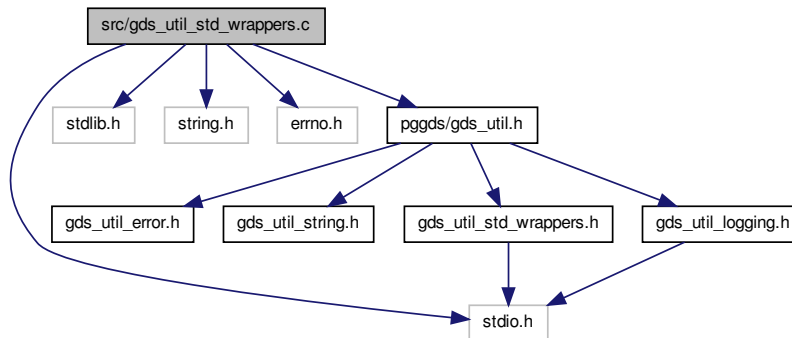 src/gds_util_std_wrappers.c
stdlib.h
string.h
errno.h
pggds/gds_util.h
gds_util_error.h
gds_util_string.h
gds_util_std_wrappers.h
gds_util_logging.h
stdio.h